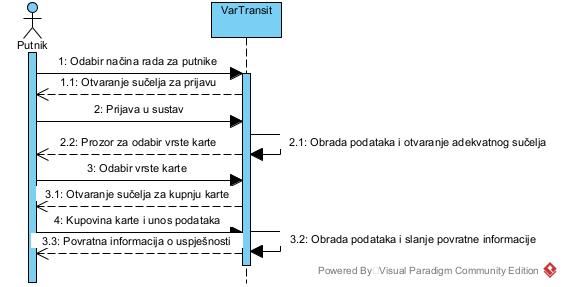 VarTransit
Putnik
1: Odabir načina rada za putnike
1.1: Otvaranje sučelja za prijavu
2: Prijava u sustav
2.1: Obrada podataka i otvaranje adekvatnog sučelja
2.2: Prozor za odabir vrste karte
3: Odabir vrste karte
3.1: Otvaranje sučelja za kupnju karte
4: Kupovina karte i unos podataka
3.2: Obrada podataka i slanje povratne informacije
3.3: Povratna informacija o uspješnosti
Powered By Visual Paradigm Community Edition